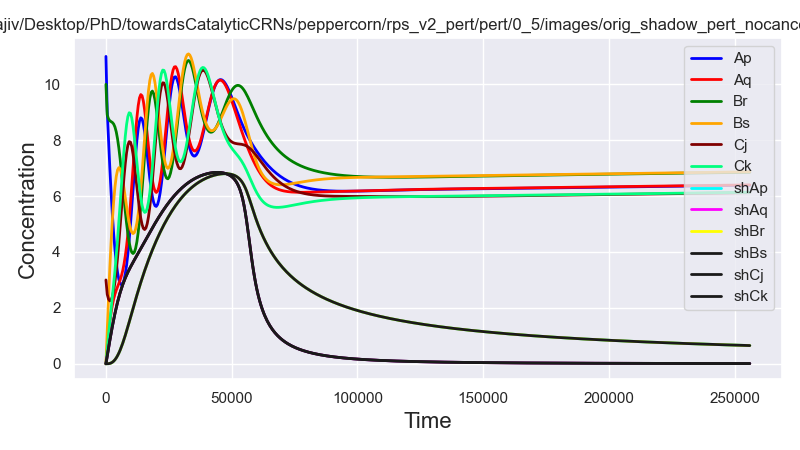 ajiv/Desktop/PhD/towardsCatalyticCRNs/peppercorn/rps_v2_pert/pert/0_5/images/orig_shadow_pert_nocance
Concentration
10
8
6
4
2
0
0 50000 100000 150000 200000 250000
Time
Ap
Aq
Br
Bs
Cj
Ck
shAp
shAq
shBr
shBs
shCj
shCk